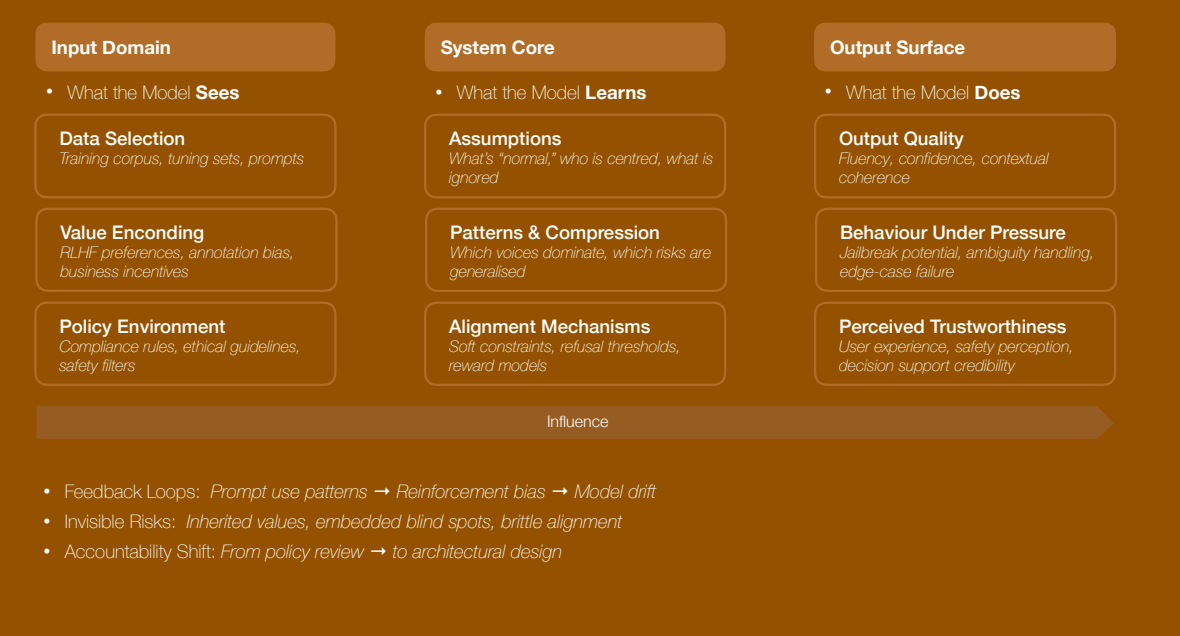 Input Domain
• What the Model Sees
Data Selection
Training corpus, tuning sets, prompts
Value Enconding
RLHF preferences, annotation bias,
business incentives
Policy Environment
Compliance rules, ethical guidelines,
safety filters
System Core
• What the Model Learns
Assumptions
What's “normal,” who is centred, what is
ignored
Patterns & Compression
Which voices dominate, which risks are
generalised
Alignment Mechanisms
Soft constraints, refusal thresholds,
reward models
Output Surface
• What the Model Does
Output Quality
Fluency, confidence, contextual
coherence
Behaviour Under Pressure
Jailbreak potential, ambiguity handling,
edge-case failure
Perceived Trustworthiness
User experience, safety perception,
decision support credibility
Influence
• Feedback Loops: Prompt use patterns → Reinforcement bias → Model drift
• Invisible Risks: Inherited values, embedded blind spots, brittle alignment
• Accountability Shift: From policy review → to architectural design